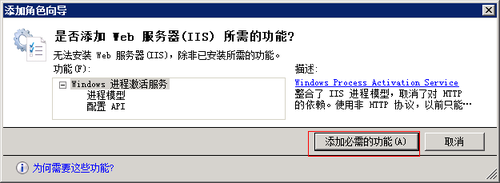 添加角色向导
是否添加 Web 服务器(IIS) 所需的功能?
无法安装 Web 服务器(IIS)，除非已安装所需的功能。
功能(F):
Windows 进程激活服务
进程模型
配置 API
描述:
Windows Process Activation Service
整合了 IIS 进程模型，取消了对 HTTP
的依赖。使用非 HTTP 协议，以前只能…
添加必需的功能(A)
取消
为何需要这些功能?